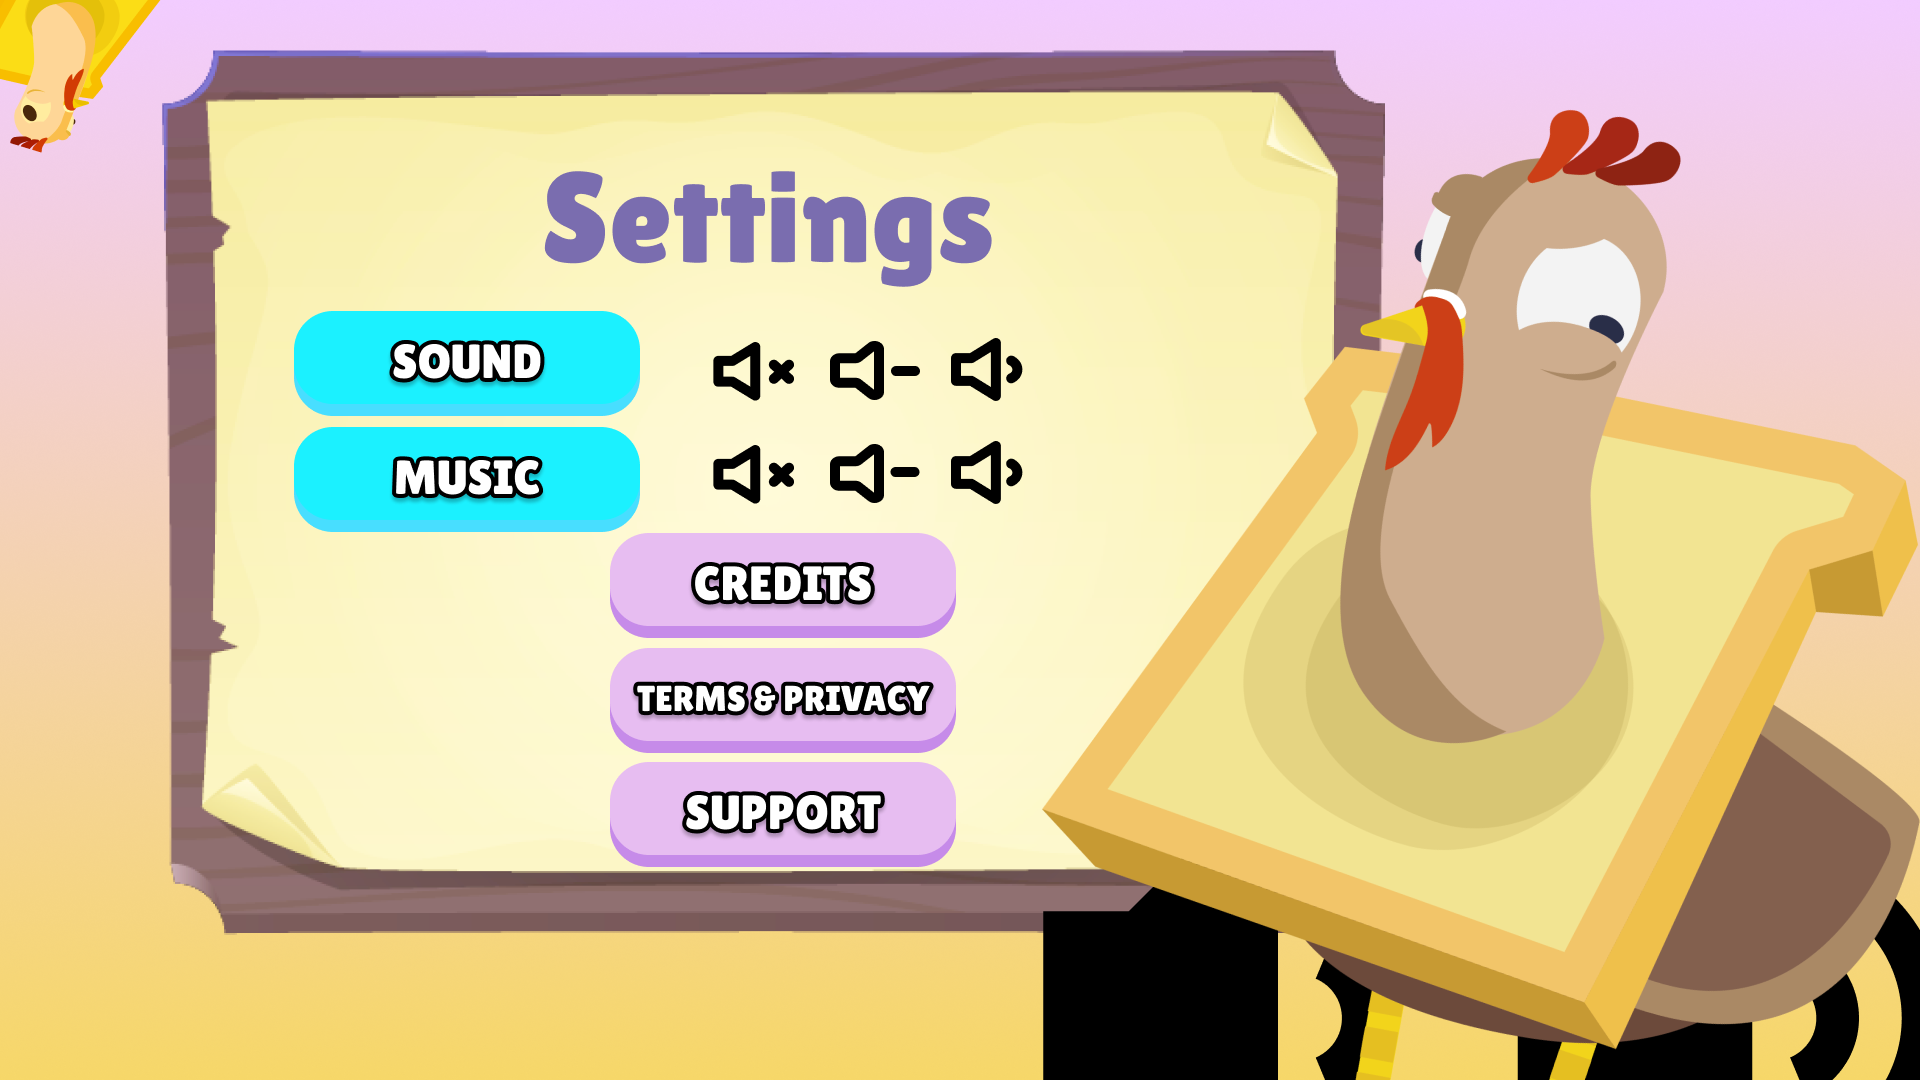 Settings
SOUND
MUSIC
CREDITS
TERMS & PRIVACY
SUPPORT